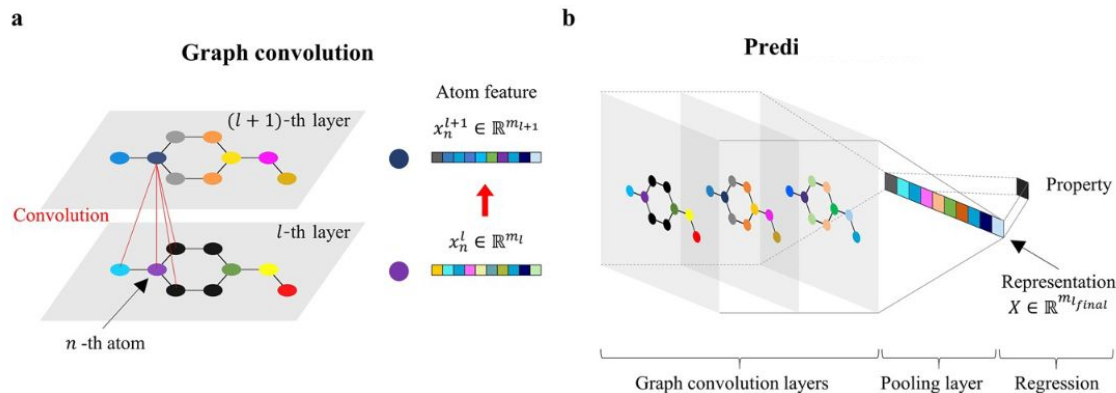 a
Graph convolution
(l + 1)-th layer
Convolution
l-th layer
n -th atom
Atom feature
x_n^{l+1} ∈ ℝ^{m_{l+1}}
x_n^l ∈ ℝ^{m_l}
b
Predi
Property
Representation
X ∈ ℝ^{m_{l_{final}}}
Graph convolution layers
Pooling layer
Regression